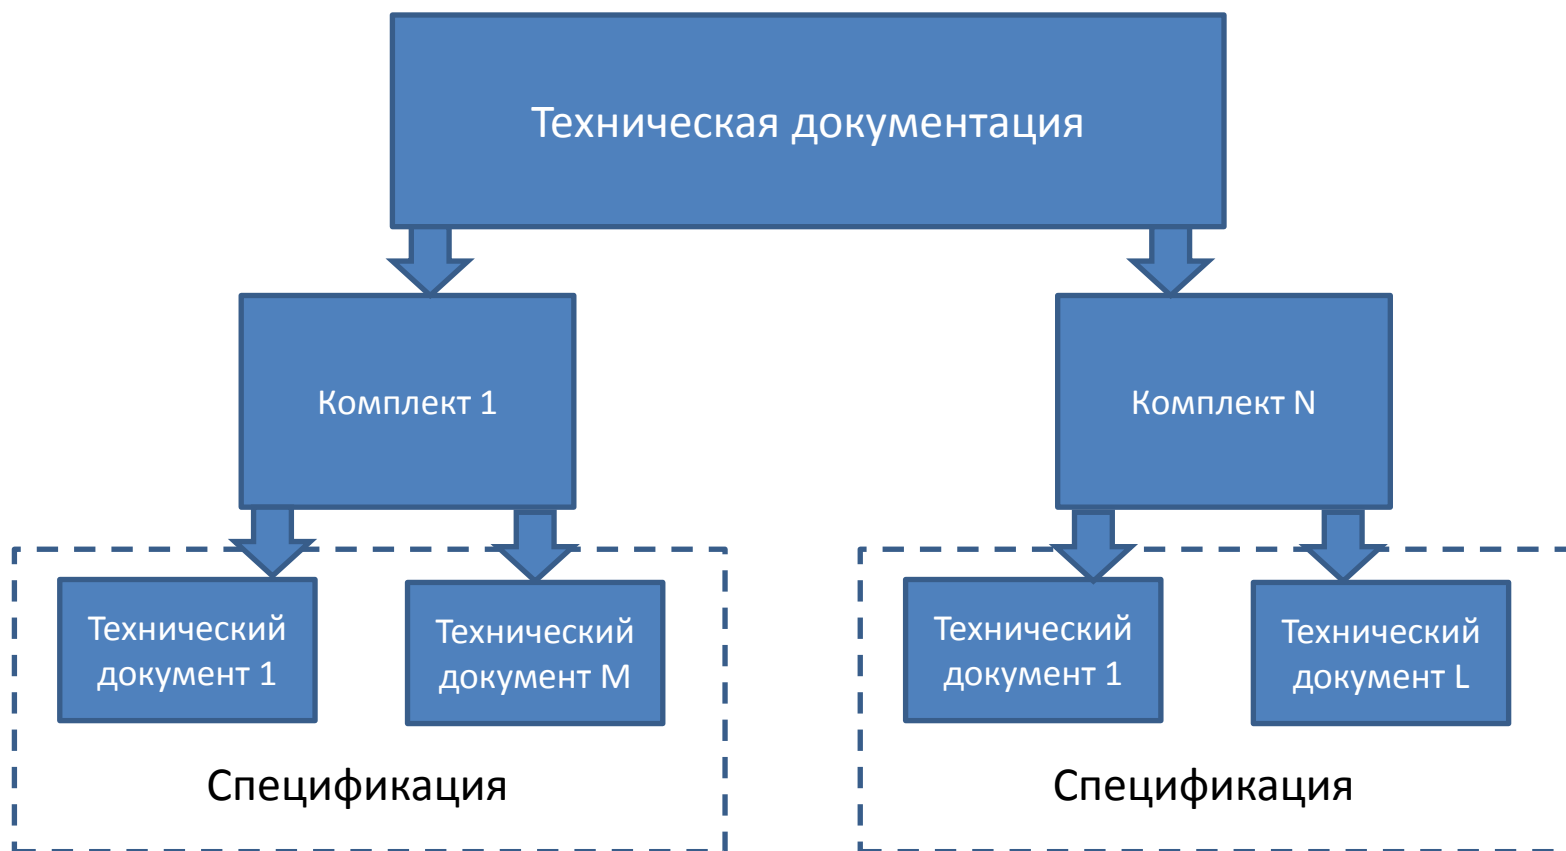 Техническая документация
Комплект 1
Комплект N
Технический
документ 1
Технический
документ M
Технический
документ 1
Технический
документ L
Спецификация
Спецификация